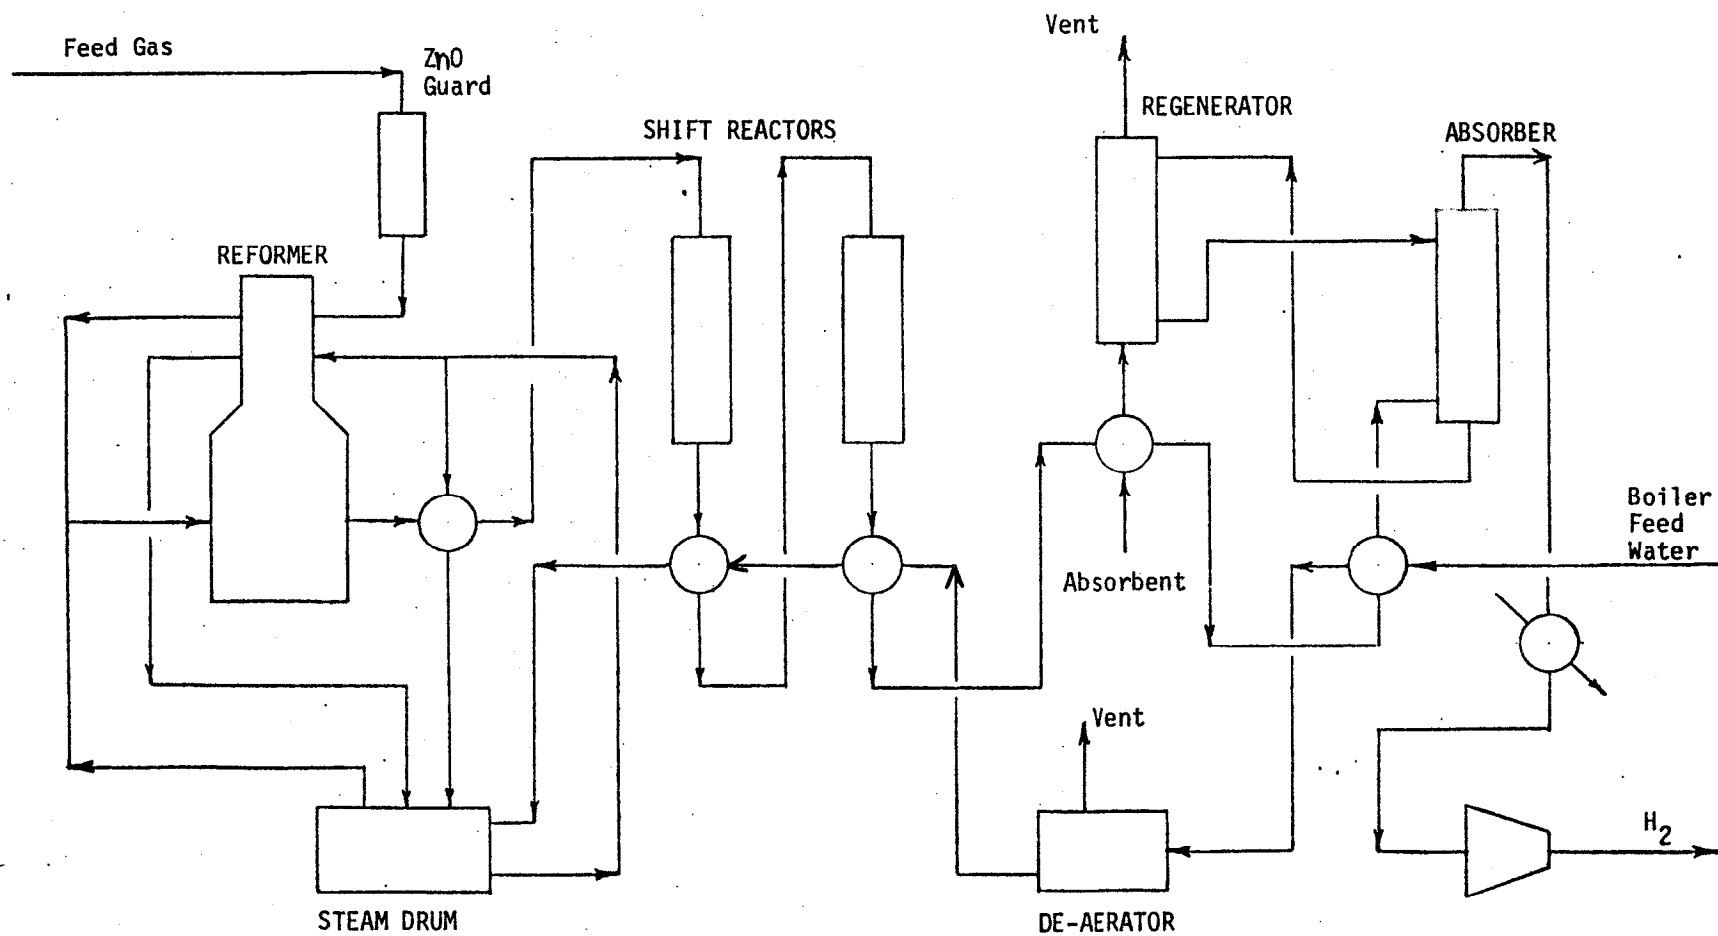 Feed Gas
ZnO
Guard
Vent
REGENERATOR
SHIFT REACTORS
ABSORBER
REFORMER
Boiler
Feed
Water
Absorbent
Vent
H2
STEAM DRUM
DE-AERATOR